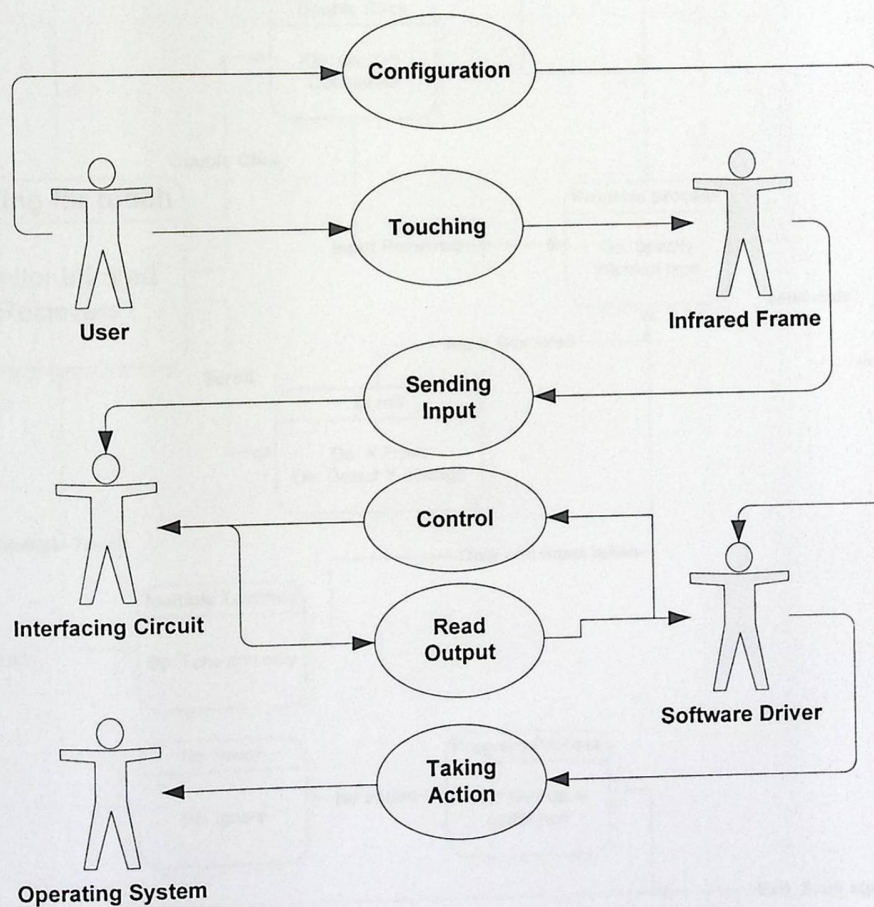 Configuration
Touching
User
Infrared Frame
Sending
Input
Control
Interfacing Circuit
Read
Output
Software Driver
Taking
Action
Operating System